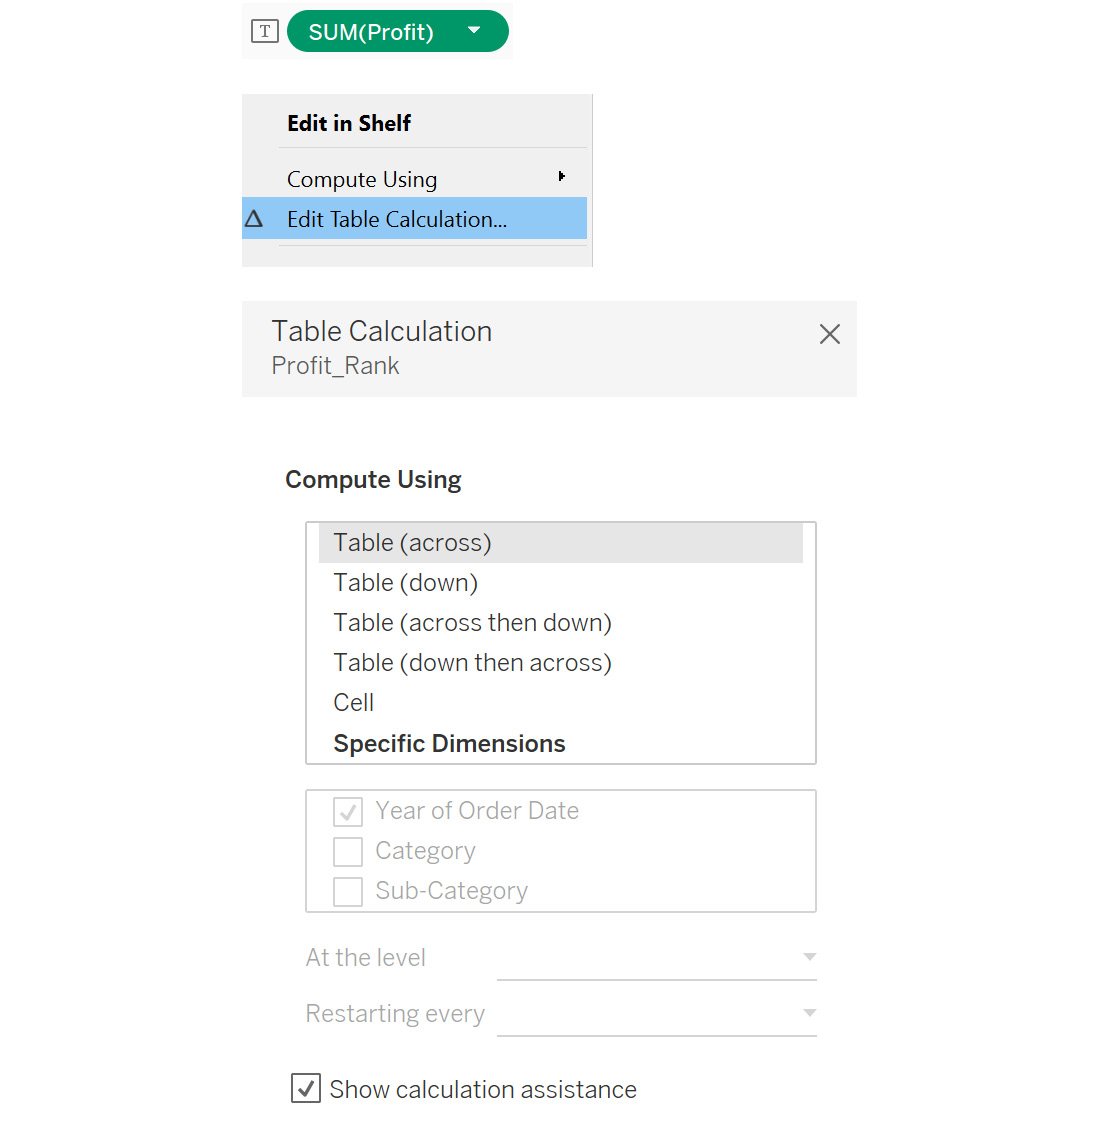 T SUM(Profit)
Edit in Shelf
Compute Using
Edit Table Calculation...
Table Calculation
Profit_Rank
Compute Using
Table (across)
Table (down)
Table (across then down)
Table (down then across)
Cell
Specific Dimensions
Year of Order Date
Category
Sub-Category
At the level
Restarting every
Show calculation assistance